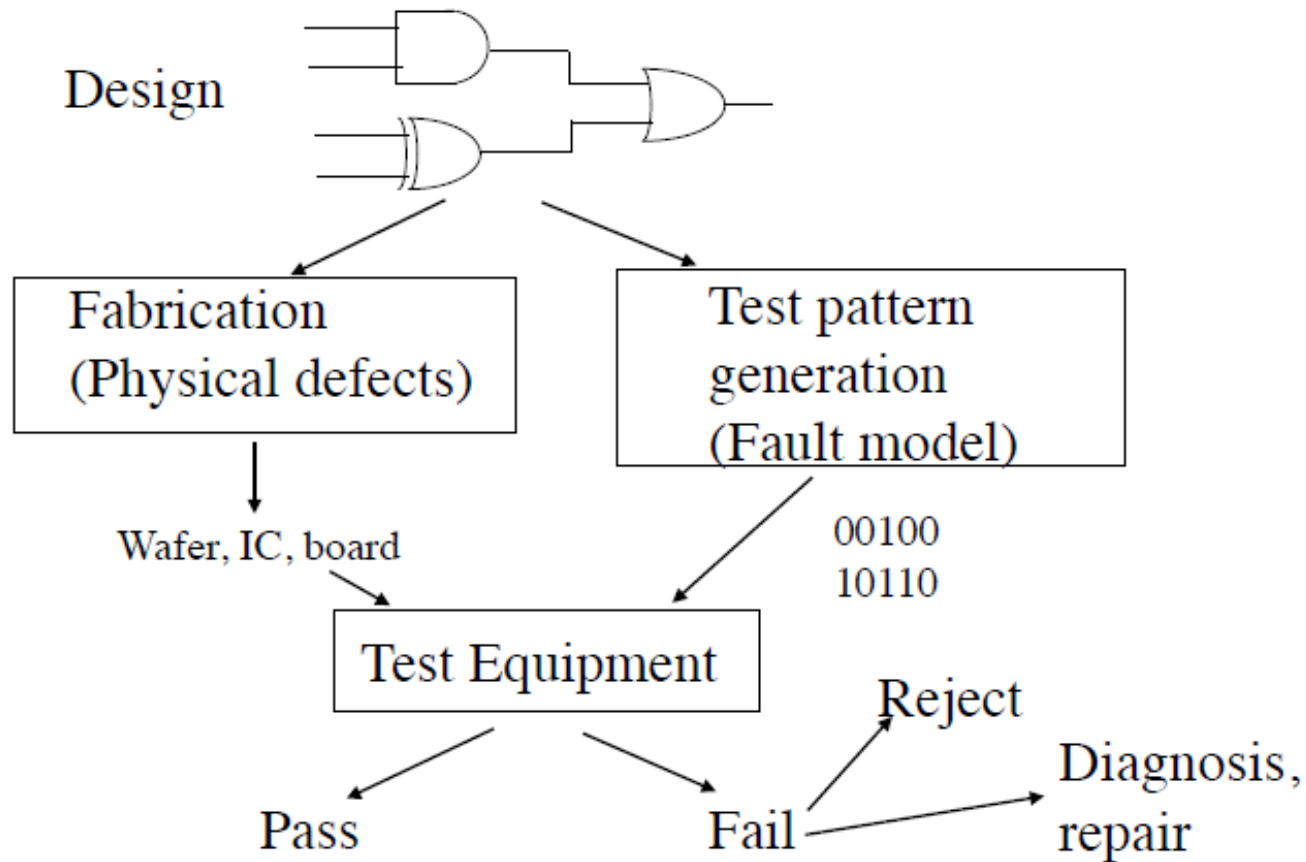 Design
Fabrication
(Physical defects)
Test pattern
generation
(Fault model)
Wafer, IC, board
00100
10110
Test Equipment
Reject
Diagnosis,
repair
Pass
Fail